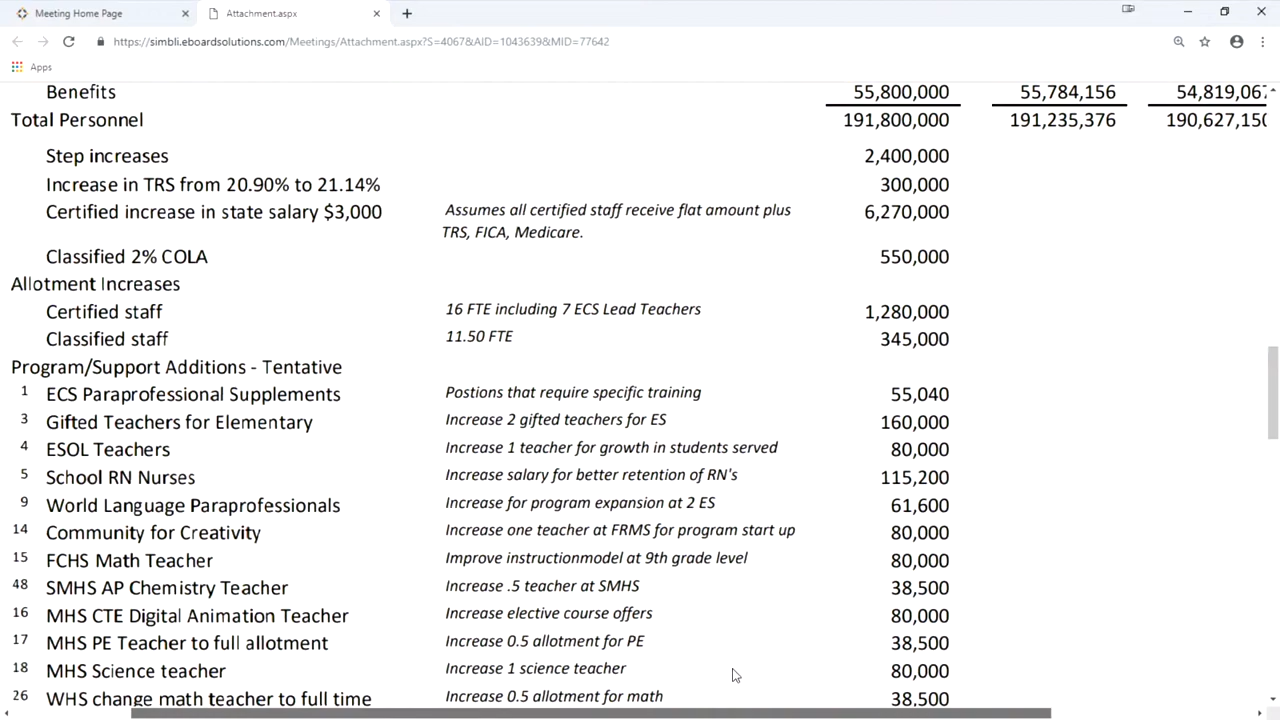 Meeting Home Page
Attachment.aspx
https://simbli.eboardsolutions.com/Meetings/Attachment.aspx?S=4067&AID=1043639&MID=77642
Apps
Benefits 55,800,000 55,784,156 54,819,067
Total Personnel 191,800,000 191,235,376 190,627,150
Step increases 2,400,000
Increase in TRS from 20.90% to 21.14% 300,000
Certified increase in state salary $3,000 Assumes all certified staff receive flat amount plus 6,270,000
TRS, FICA, Medicare.
Classified 2% COLA 550,000
Allotment Increases
Certified staff 16 FTE including 7 ECS Lead Teachers 1,280,000
Classified staff 11.50 FTE 345,000
Program/Support Additions - Tentative
1 ECS Paraprofessional Supplements Postions that require specific training 55,040
3 Gifted Teachers for Elementary Increase 2 gifted teachers for ES 160,000
4 ESOL Teachers Increase 1 teacher for growth in students served 80,000
5 School RN Nurses Increase salary for better retention of RN's 115,200
9 World Language Paraprofessionals Increase for program expansion at 2 ES 61,600
14 Community for Creativity Increase one teacher at FRMS for program start up 80,000
15 FCHS Math Teacher Improve instructionmodel at 9th grade level 80,000
48 SMHS AP Chemistry Teacher Increase .5 teacher at SMHS 38,500
16 MHS CTE Digital Animation Teacher Increase elective course offers 80,000
17 MHS PE Teacher to full allotment Increase 0.5 allotment for PE 38,500
18 MHS Science teacher Increase 1 science teacher 80,000
26 WHS change math teacher to full time Increase 0.5 allotment for math 38,500